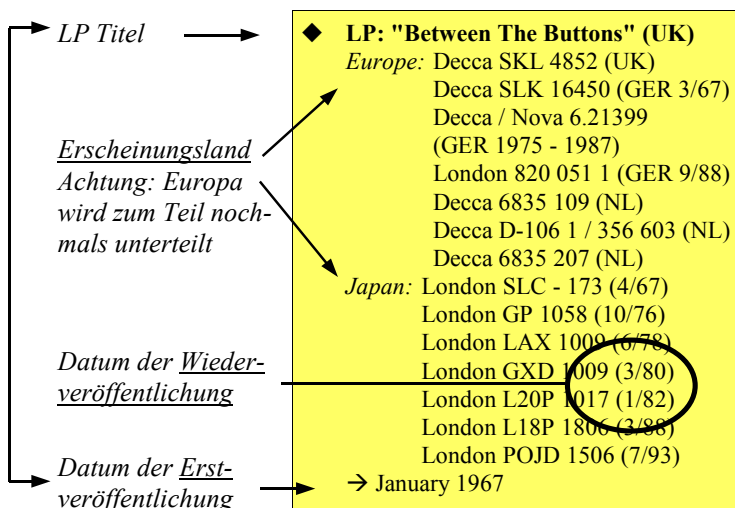 LP Titel
Erscheinungsland
Achtung: Europa
wird zum Teil noch-
mals unterteilt
Datum der Wieder-
veröffentlichung
Datum der Erst-
veröffentlichung
◆ LP: "Between The Buttons" (UK)
Europe: Decca SKL 4852 (UK)
Decca SLK 16450 (GER 3/67)
Decca / Nova 6.21399
(GER 1975 - 1987)
London 820 051 1 (GER 9/88)
Decca 6835 109 (NL)
Decca D-106 1 / 356 603 (NL)
Decca 6835 207 (NL)
Japan: London SLC - 173 (4/67)
London GP 1058 (10/76)
London LAX 1009 (6/78)
London GXD 1009 (3/80)
London L20P 1017 (1/82)
London L18P 1806 (3/88)
London POJD 1506 (7/93)
→ January 1967